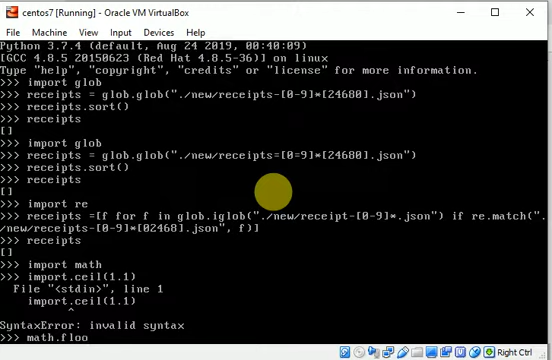 centos7 [Running] - Oracle VM VirtualBox
File Machine View Input Devices Help
Python 3.7.4 (default, Aug 24 2019, 00:40:09)
[GCC 4.8.5 20150623 (Red Hat 4.8.5-36)] on linux
Type "help", "copyright", "credits" or "license" for more information.
>>> import glob
>>> receipts = glob.glob("./new/receipts-[0-9]*[24680].json")
>>> receipts.sort()
>>> receipts
[]
>>> import glob
>>> receipts = glob.glob("./new/receipts=[0=9]*[24680].json")
>>> receipts.sort()
>>> receipts
[]
>>> import re
>>> receipts =[f for f in glob.iglob("./new/receipt-[0-9]*.json") if re.match(".
/new/receipts-[0-9]*[02468].json", f)]
>>> receipts
[]
>>> import math
>>> import.ceil(1.1)
File "<stdin>", line 1
import.ceil(1.1)
^
SyntaxError: invalid syntax
>>> math.floo
Right Ctrl